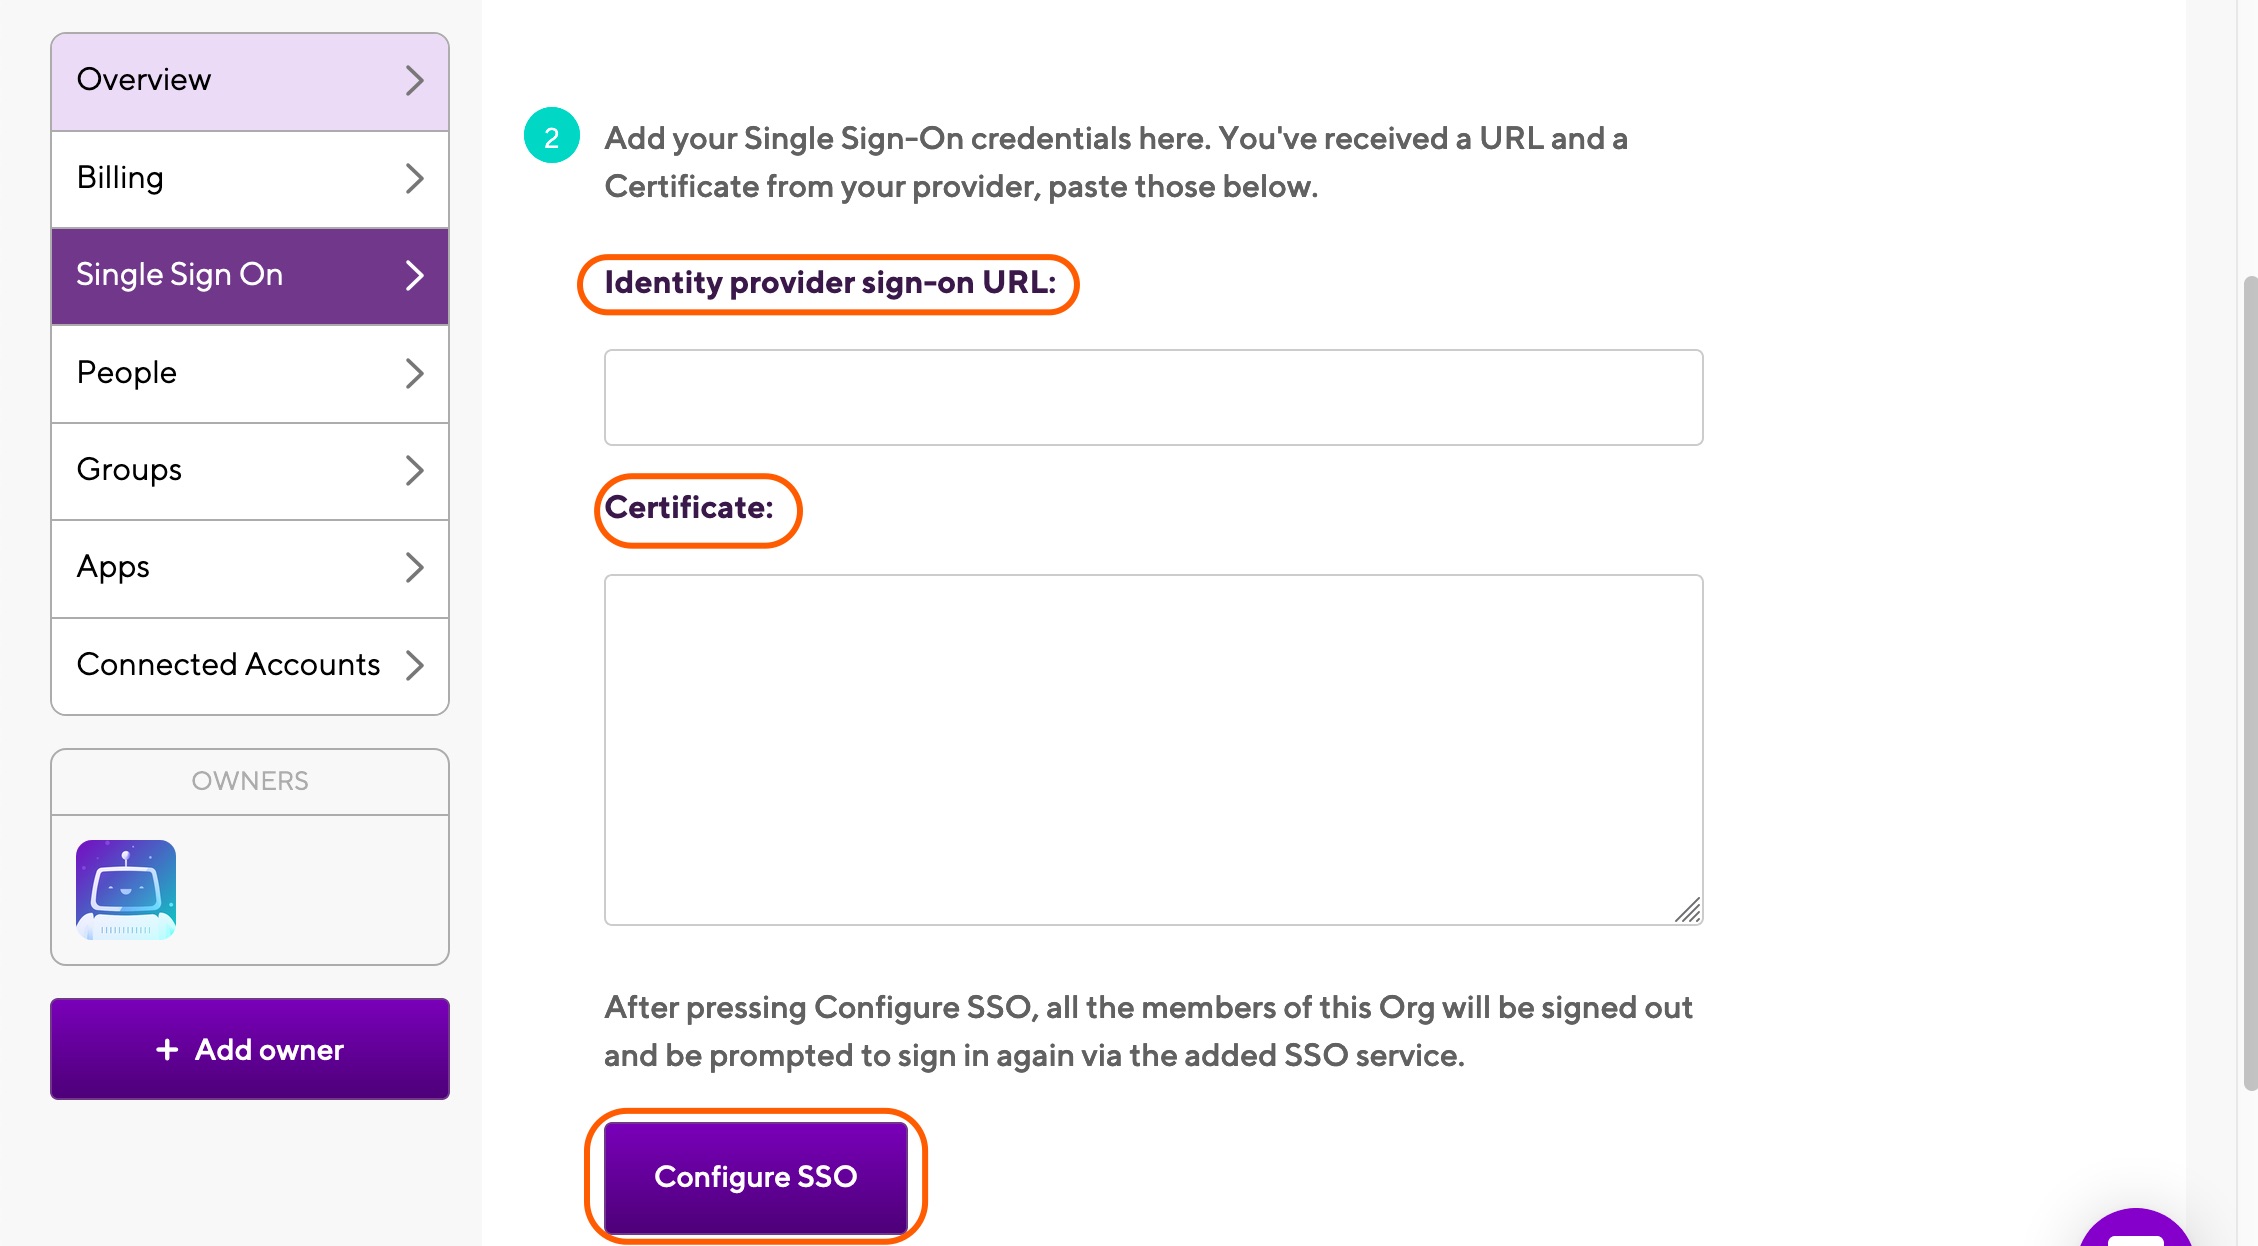 Overview
Billing
Single Sign On
People
Groups
Apps
Connected Accounts
OWNERS
+ Add owner
2
Add your Single Sign-On credentials here. You've received a URL and a
Certificate from your provider, paste those below.
Identity provider sign-on URL:
Certificate:
After pressing Configure SSO, all the members of this Org will be signed out
and be prompted to sign in again via the added SSO service.
Configure SSO